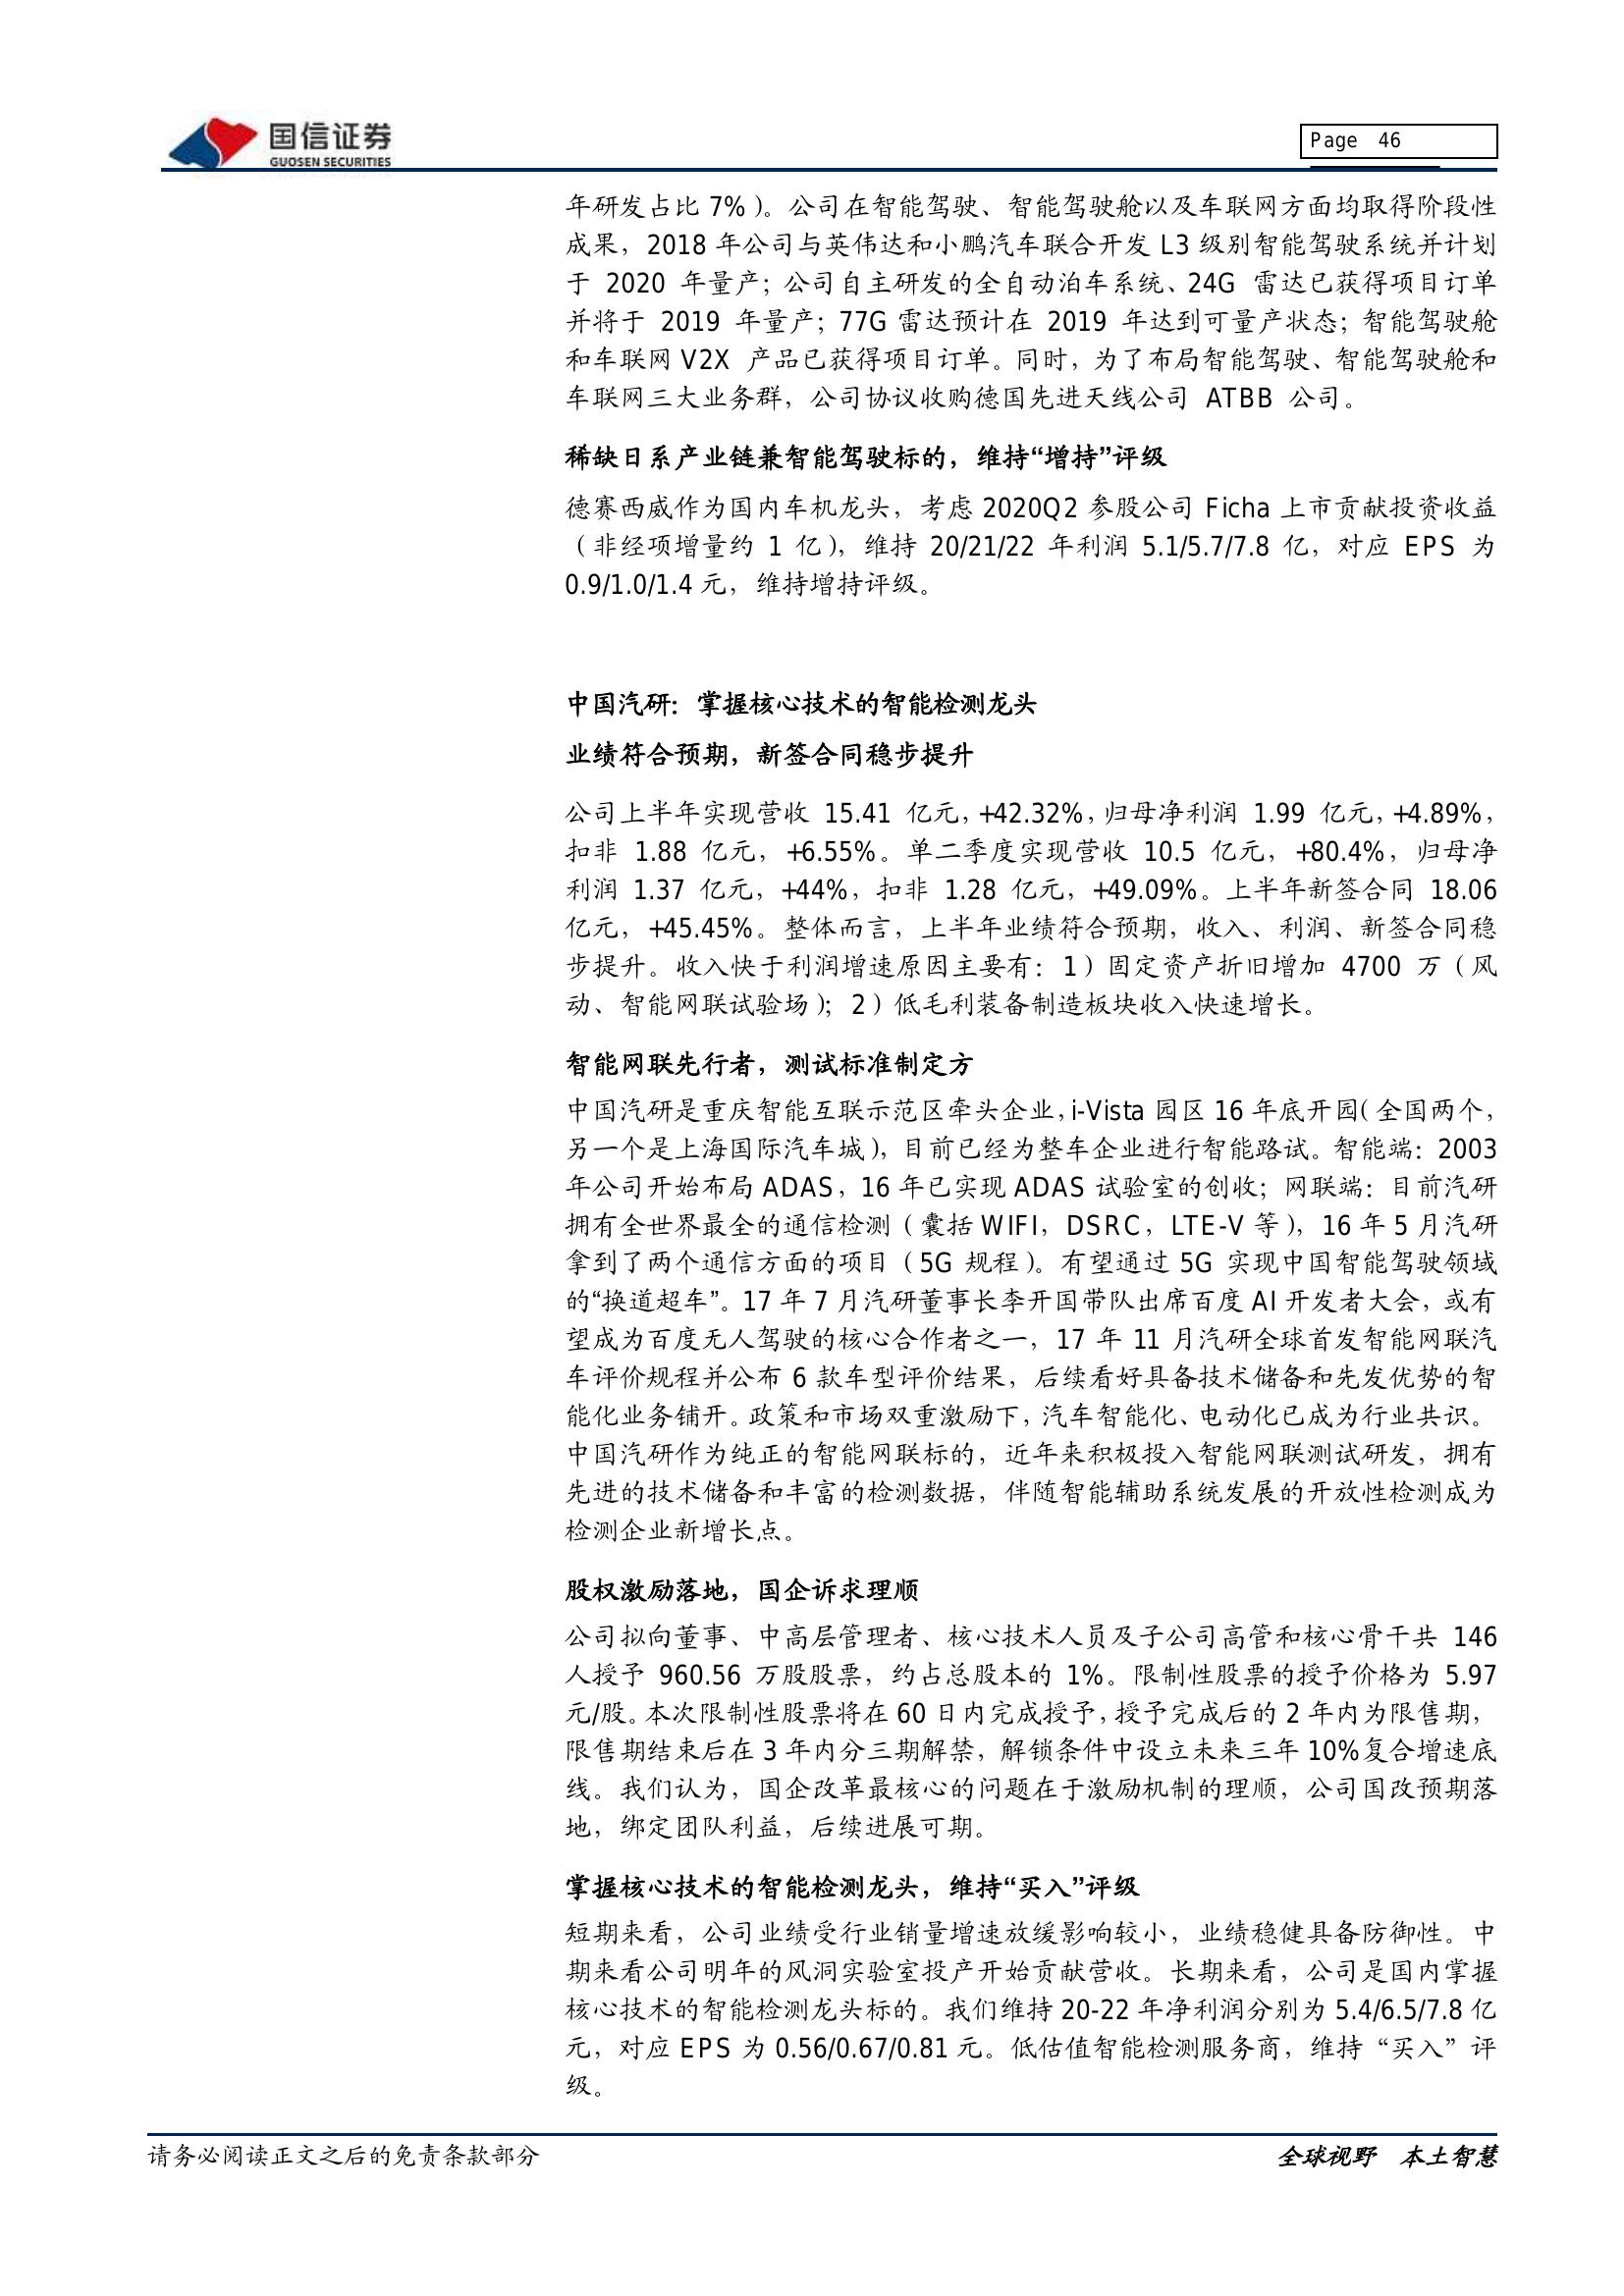 国信证券
GUOSEN SECURITIES
Page 46
年研发占比 7%）。公司在智能驾驶、智能驾驶舱以及车联网方面均取得阶段性
成果，2018 年公司与英伟达和小鹏汽车联合开发 L3 级别智能驾驶系统并计划
于 2020 年量产；公司自主研发的全自动泊车系统、24G 雷达已获得项目订单
并将于 2019 年量产；77G 雷达预计在 2019 年达到可量产状态；智能驾驶舱
和车联网 V2X 产品已获得项目订单。同时，为了布局智能驾驶、智能驾驶舱和
车联网三大业务群，公司协议收购德国先进天线公司 ATBB 公司。
稀缺日系产业链兼智能驾驶标的，维持“增持”评级
德赛西威作为国内车机龙头，考虑 2020Q2 参股公司 Ficha 上市贡献投资收益
（非经项增量约 1 亿），维持 20/21/22 年利润 5.1/5.7/7.8 亿，对应 EPS 为
0.9/1.0/1.4 元，维持增持评级。
中国汽研：掌握核心技术的智能检测龙头
业绩符合预期，新签合同稳步提升
公司上半年实现营收 15.41 亿元，+42.32%，归母净利润 1.99 亿元，+4.89%，
扣非 1.88 亿元，+6.55%。单二季度实现营收 10.5 亿元，+80.4%，归母净
利润 1.37 亿元，+44%，扣非 1.28 亿元，+49.09%。上半年新签合同 18.06
亿元，+45.45%。整体而言，上半年业绩符合预期，收入、利润、新签合同稳
步提升。收入快于利润增速原因主要有：1）固定资产折旧增加 4700 万（风
动、智能网联试验场）；2）低毛利装备制造板块收入快速增长。
智能网联先行者，测试标准制定方
中国汽研是重庆智能互联示范区牵头企业，i-Vista 园区 16 年底开园（全国两个，
另一个是上海国际汽车城），目前已经为整车企业进行智能路试。智能端：2003
年公司开始布局 ADAS，16 年已实现 ADAS 试验室的创收；网联端：目前汽研
拥有全世界最全的通信检测（囊括 WIFI，DSRC，LTE-V 等），16 年 5 月汽研
拿到了两个通信方面的项目（5G 规程）。有望通过 5G 实现中国智能驾驶领域
的“换道超车”。17 年 7 月汽研董事长李开国带队出席百度 AI 开发者大会，或有
望成为百度无人驾驶的核心合作者之一，17 年 11 月汽研全球首发智能网联汽
车评价规程并公布 6 款车型评价结果，后续看好具备技术储备和先发优势的智
能化业务铺开。政策和市场双重激励下，汽车智能化、电动化已成为行业共识。
中国汽研作为纯正的智能网联标的，近年来积极投入智能网联测试研发，拥有
先进的技术储备和丰富的检测数据，伴随智能辅助系统发展的开放性检测成为
检测企业新增长点。
股权激励落地，国企诉求理顺
公司拟向董事、中高层管理者、核心技术人员及子公司高管和核心骨干共 146
人授予 960.56 万股股票，约占总股本的 1%。限制性股票的授予价格为 5.97
元/股。本次限制性股票将在 60 日内完成授予，授予完成后的 2 年内为限售期，
限售期结束后在 3 年内分三期解禁，解锁条件中设立未来三年 10%复合增速底
线。我们认为，国企改革最核心的问题在于激励机制的理顺，公司国改预期落
地，绑定团队利益，后续进展可期。
掌握核心技术的智能检测龙头，维持“买入”评级
短期来看，公司业绩受行业销量增速放缓影响较小，业绩稳健具备防御性。中
期来看公司明年的风洞实验室投产开始贡献营收。长期来看，公司是国内掌握
核心技术的智能检测龙头标的。我们维持 20-22 年净利润分别为 5.4/6.5/7.8 亿
元，对应 EPS 为 0.56/0.67/0.81 元。低估值智能检测服务商，维持“买入”评
级。
请务必阅读正文之后的免责条款部分
全球视野 本土智慧